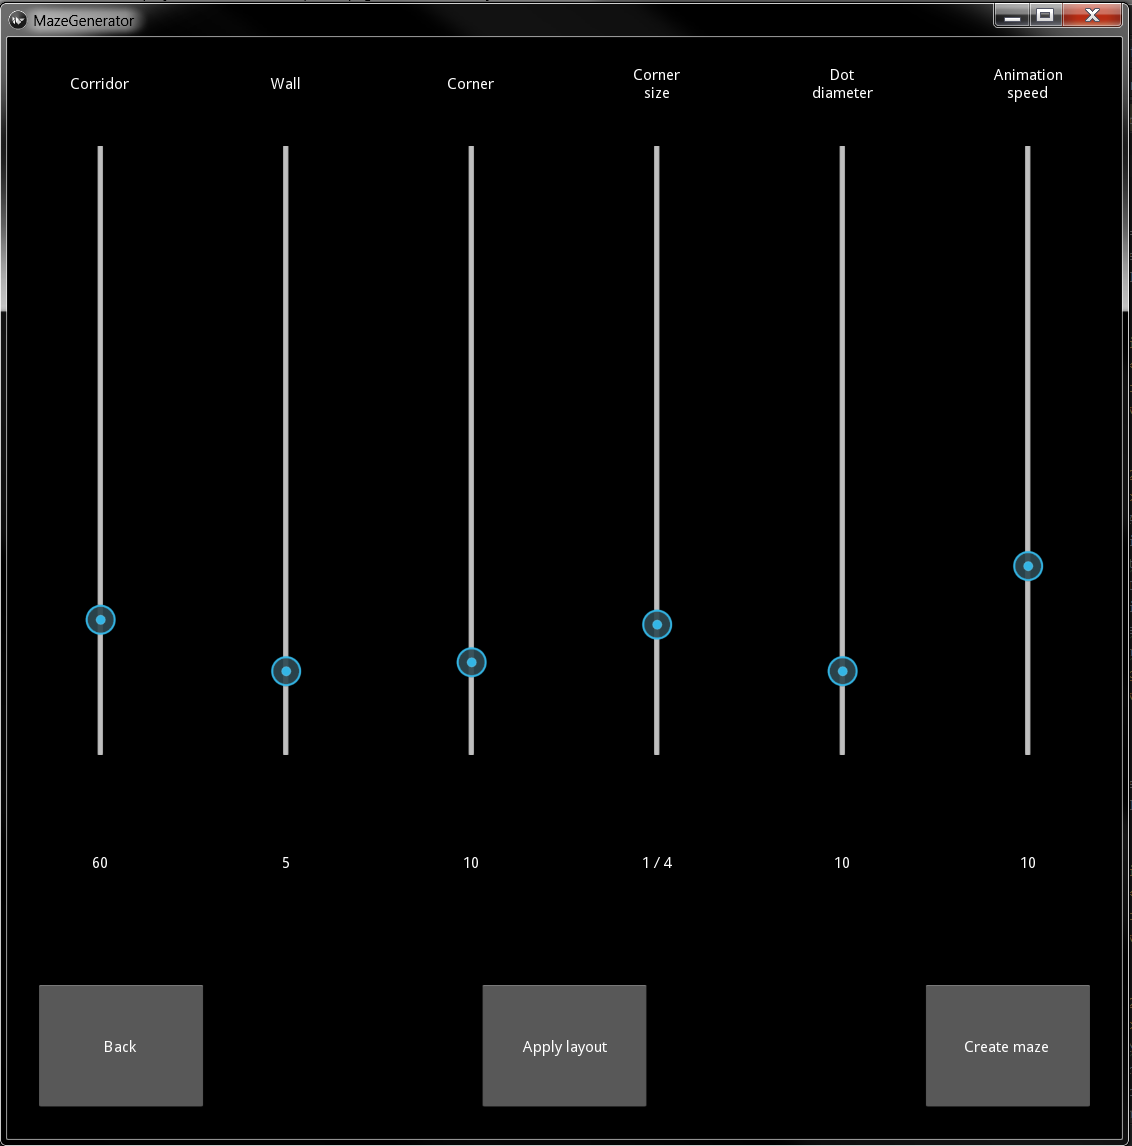 MazeGenerator
Corridor
Wall
Corner
Corner
size
Dot
diameter
Animation
speed
60
5
10
1 / 4
10
10
Back
Apply layout
Create maze